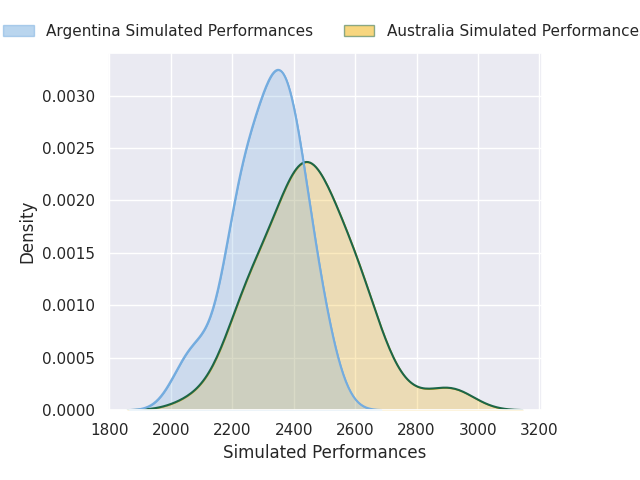 Argentina Simulated Performances
Australia Simulated Performance
0.0030
0.0025
0.0020
0.0015
0.0010
0.0005
0.0000
Density
1800 2000 2200 2400 2600 2800 3000 3200
Simulated Performances